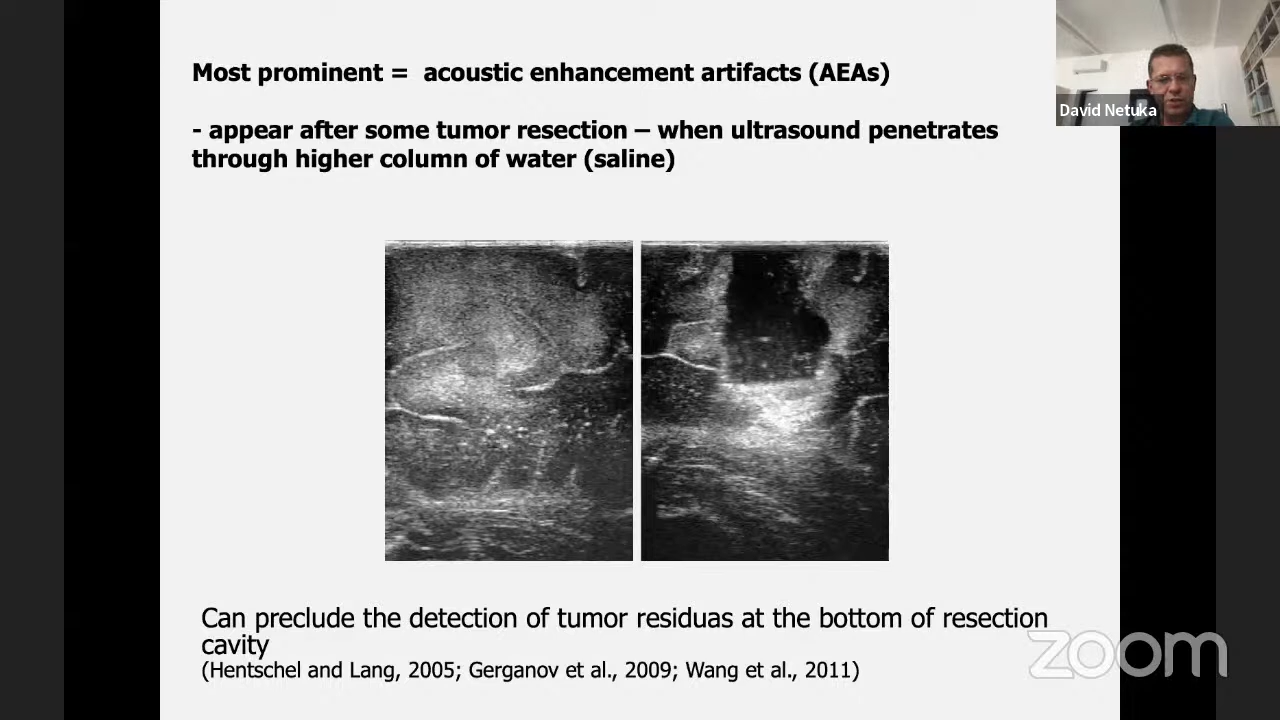 Most prominent = acoustic enhancement artifacts (AEAs)
David Netuka
- appear after some tumor resection – when ultrasound penetrates
through higher column of water (saline)
Can preclude the detection of tumor residuas at the bottom of resection
cavity
(Hentschel and Lang, 2005; Gerganov et al., 2009; Wang et al., 2011)
zoom